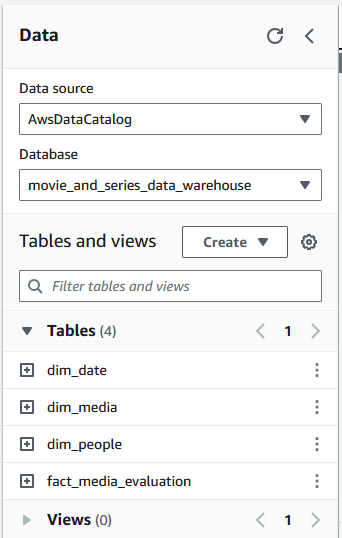 Data
Data source
AwsDataCatalog
Database
movie_and_series_data_warehouse
Tables and views
Create
Filter tables and views
Tables (4)
1
dim_date
dim_media
dim_people
fact_media_evaluation
Views (0)
1